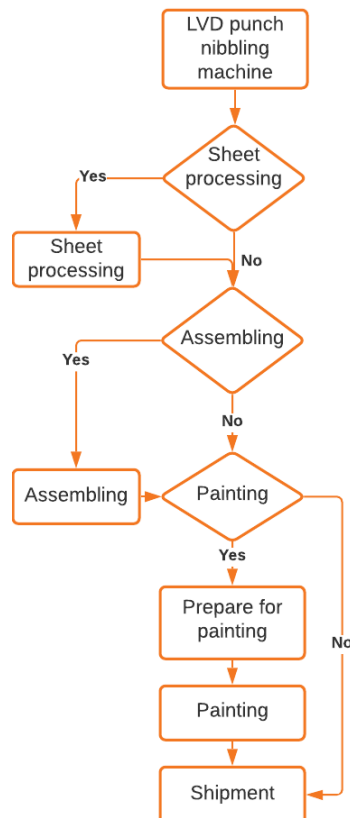 LVD punch
nibbling
machine
Sheet
processing
Yes
Sheet
processing
No
Assembling
Yes
No
Assembling
Painting
Yes
Prepare for
painting
No
Painting
Shipment